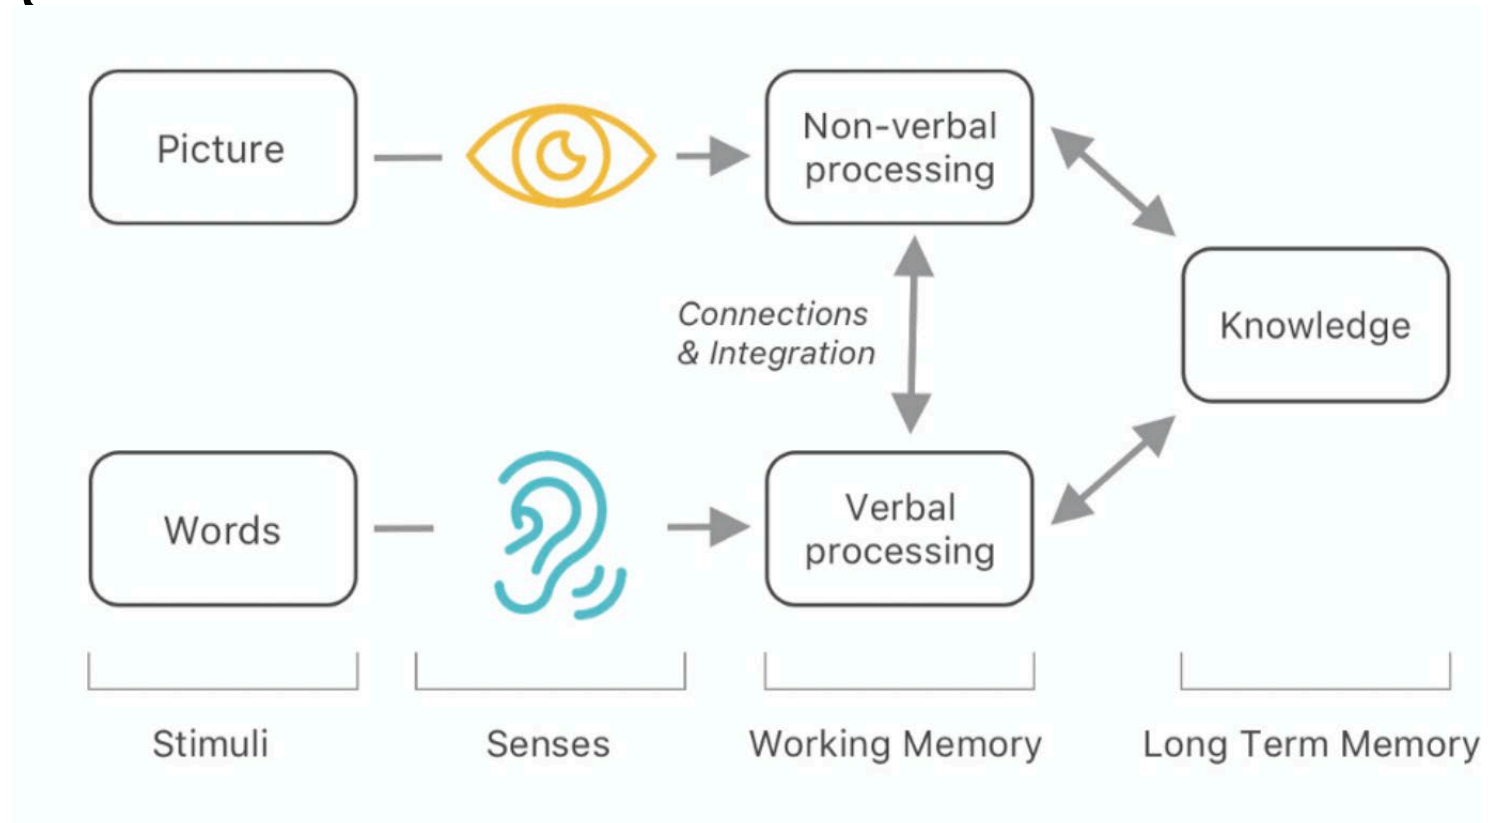 Picture
Non-verbal
processing
Connections
& Integration
Knowledge
Words
Verbal
processing
Stimuli
Senses
Working Memory
Long Term Memory